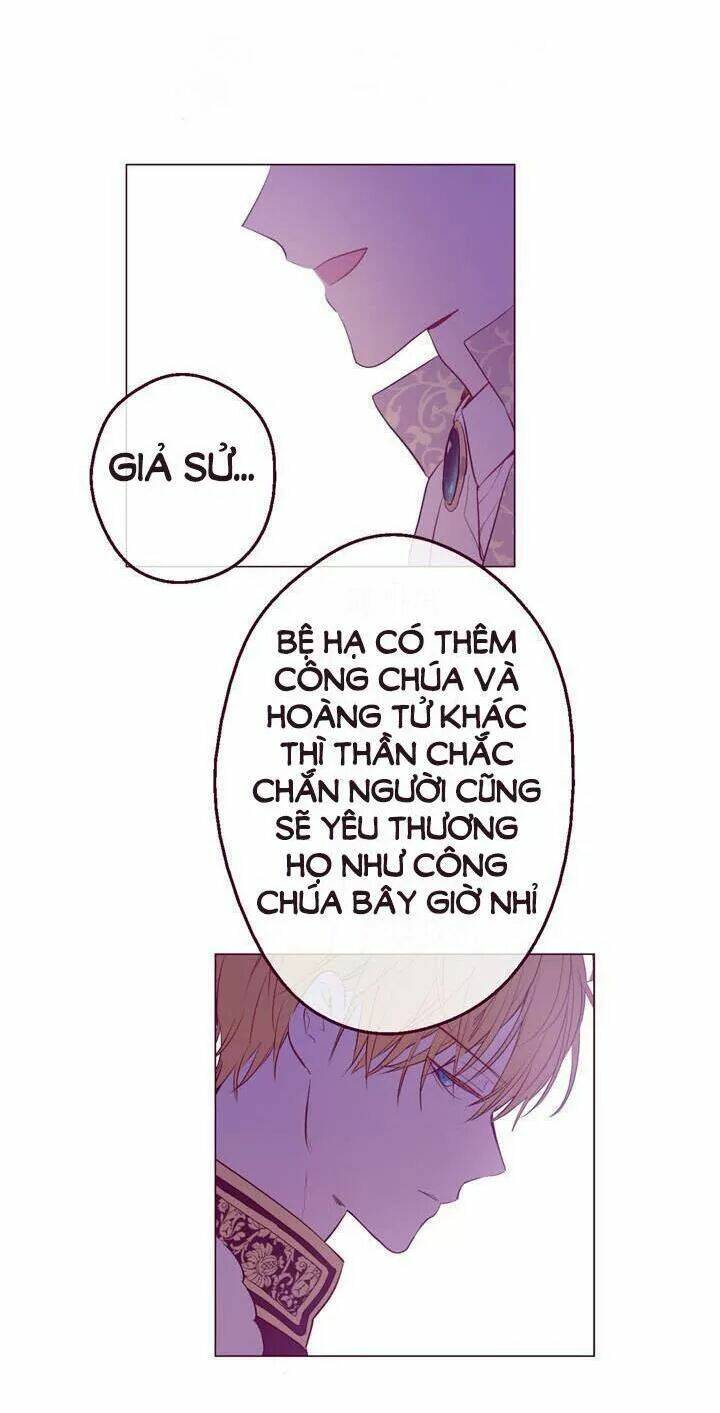 GIẢ SỬ...
BỆ HẠ CÓ THÊM
CÔNG CHÚA VÀ
HOÀNG TỬ KHÁC
THÌ THẦN CHẮC
CHẮN NGƯỜI CŨNG
SẼ YÊU THƯƠNG
HỌ NHƯ CÔNG
CHÚA BÂY GIỜ NHỈ